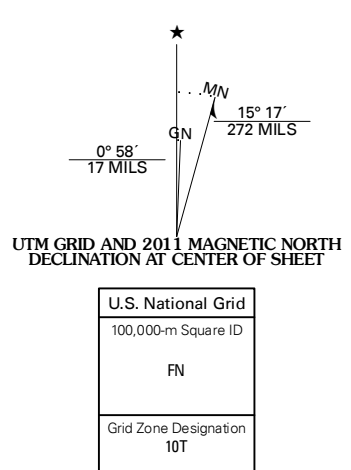 ★
MN
15° 17´
272 MILS
GN
0° 58´
17 MILS
UTM GRID AND 2011 MAGNETIC NORTH
DECLINATION AT CENTER OF SHEET
U.S. National Grid
100,000-m Square ID
FN
Grid Zone Designation
10T